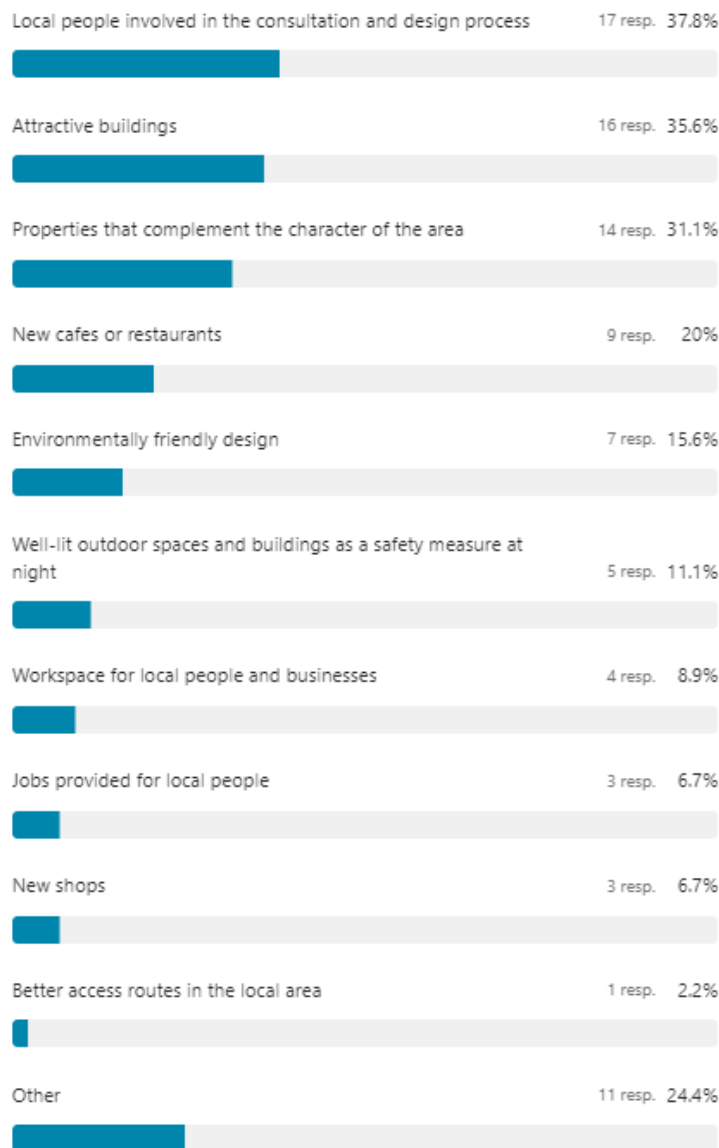 Local people involved in the consultation and design process 17 resp. 37.8%
Attractive buildings 16 resp. 35.6%
Properties that complement the character of the area 14 resp. 31.1%
New cafes or restaurants 9 resp. 20%
Environmentally friendly design 7 resp. 15.6%
Well-lit outdoor spaces and buildings as a safety measure at
night 5 resp. 11.1%
Workspace for local people and businesses 4 resp. 8.9%
Jobs provided for local people 3 resp. 6.7%
New shops 3 resp. 6.7%
Better access routes in the local area 1 resp. 2.2%
Other 11 resp. 24.4%